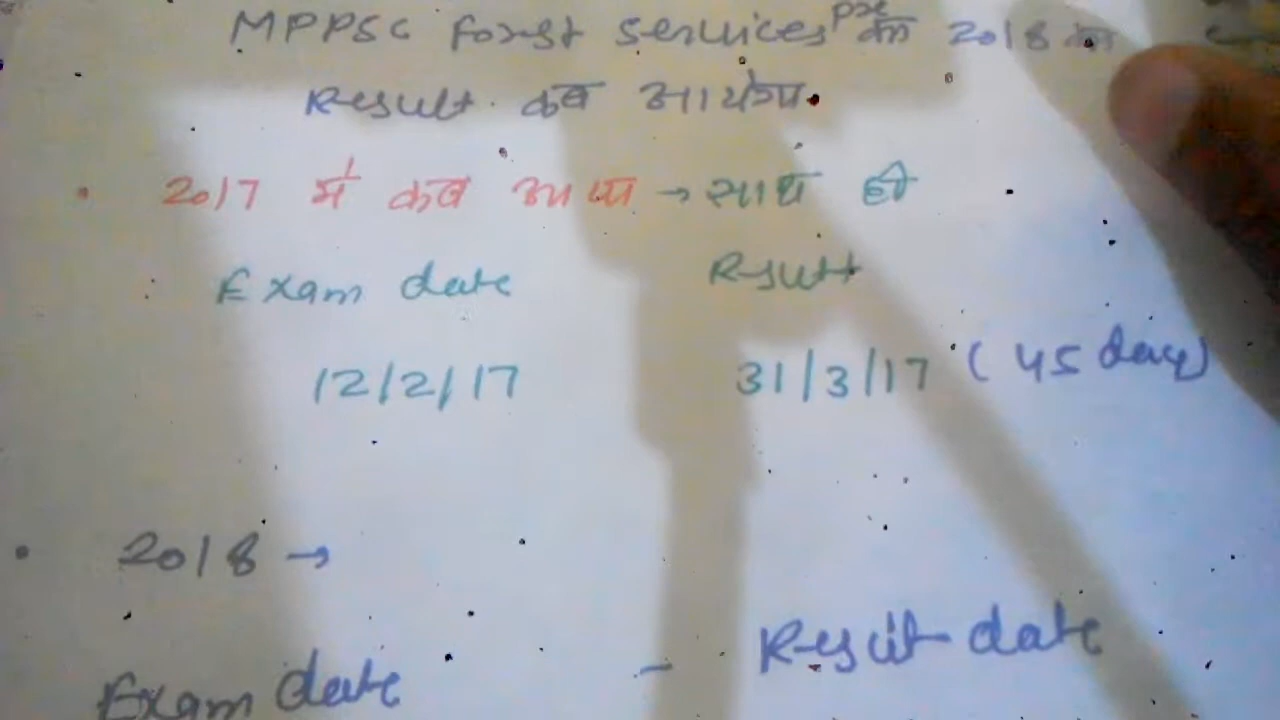 MPPSC Forest Services pre का 2018 का
Result कब आयेगा
• 2017 में कब आया → साथ ही
Exam date Result
12/2/17 31/3/17 ( 45 day)
• 2018 →
Exam date - Result date